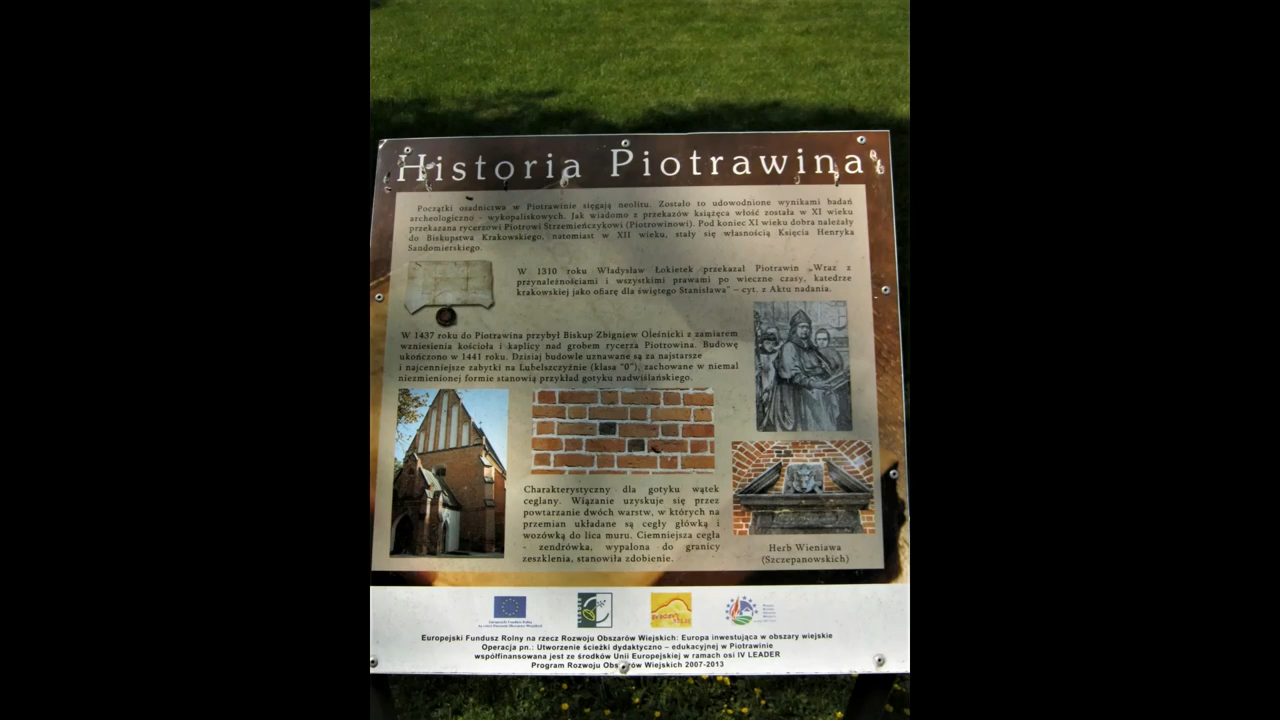 Historia Piotrawina
Początki osadnictwa w Piotrawinie sięgają neolitu. Zostało to udowodnione wynikami badań
archeologiczno - wykopaliskowych. Jak wiadomo z przekazów książęca włość została w XI wieku
przekazana rycerzowi Piotrowi Strzemieńczykowi (Piotrowinowi). Pod koniec XI wieku dobra należały
do Biskupstwa Krakowskiego, natomiast w XII wieku, stały się własnością Księcia Henryka
Sandomierskiego.
W 1310 roku Władysław Łokietek przekazał Piotrawin „Wraz z
przynależnościami i wszystkimi prawami po wieczne czasy, katedrze
krakowskiej jako ofiarę dla świętego Stanisława" – cyt. z Aktu nadania.
W 1437 roku do Piotrawina przybył Biskup Zbigniew Oleśnicki z zamiarem
wzniesienia kościoła i kaplicy nad grobem rycerza Piotrowina. Budowę
ukończono w 1441 roku. Dzisiaj budowle uznawane są za najstarsze
i najcenniejsze zabytki na Lubelszczyźnie (klasa "0"), zachowane w niemal
niezmienionej formie stanowią przykład gotyku nadwiślańskiego.
Charakterystyczny dla gotyku wątek
ceglany. Wiązanie uzyskuje się przez
powtarzanie dwóch warstw, w których na
przemian układane są cegły główką i
wozówką do lica muru. Ciemniejsza cegła
- zendrówka, wypalona do granicy
zeszklenia, stanowiła zdobienie.
Herb Wieniawa
(Szczepanowskich)
Europejski Fundusz Rolny na rzecz Rozwoju Obszarów Wiejskich: Europa inwestująca w obszary wiejskie
Operacja pn.: Utworzenie ścieżki dydaktyczno – edukacyjnej w Piotrawinie
współfinansowana jest ze środków Unii Europejskiej w ramach osi IV LEADER
Program Rozwoju Obszarów Wiejskich 2007-2013